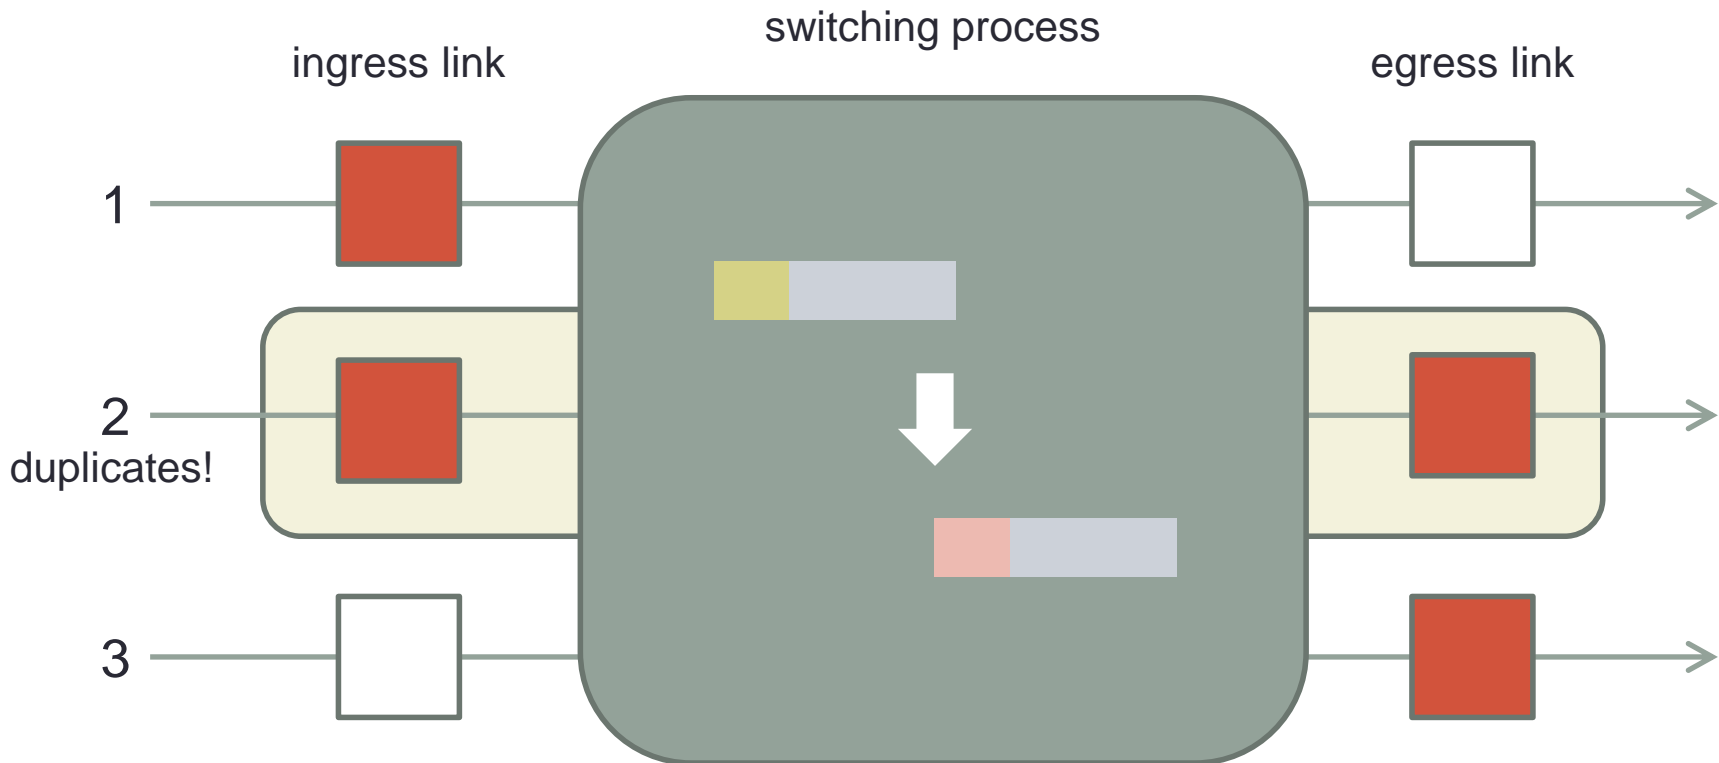 switching process
ingress link
egress link
1
2
duplicates!
3